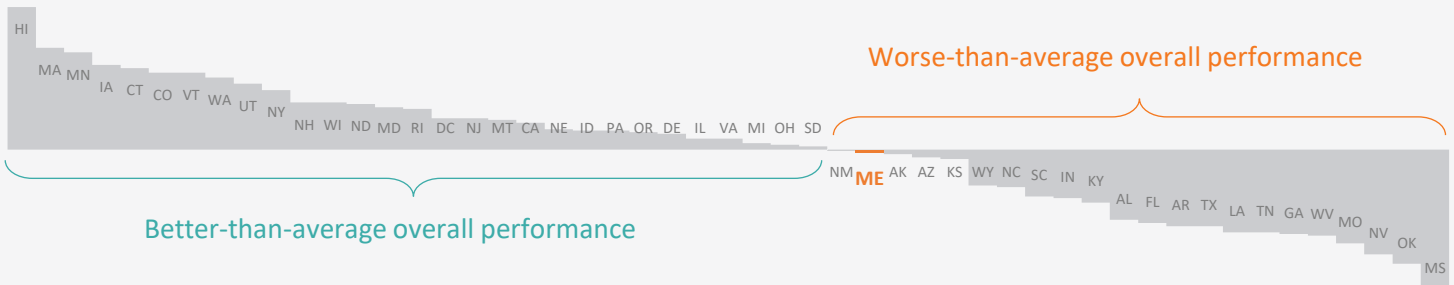 HI
MA MN IA CT CO VT WA UT NY NH WI ND MD RI DC NJ MT CA NE ID PA OR DE IL VA MI OH SD
Worse-than-average overall performance
NM ME AK AZ KS WY NC SC IN KY AL FL AR TX LA TN GA WV MO NV OK MS
Better-than-average overall performance